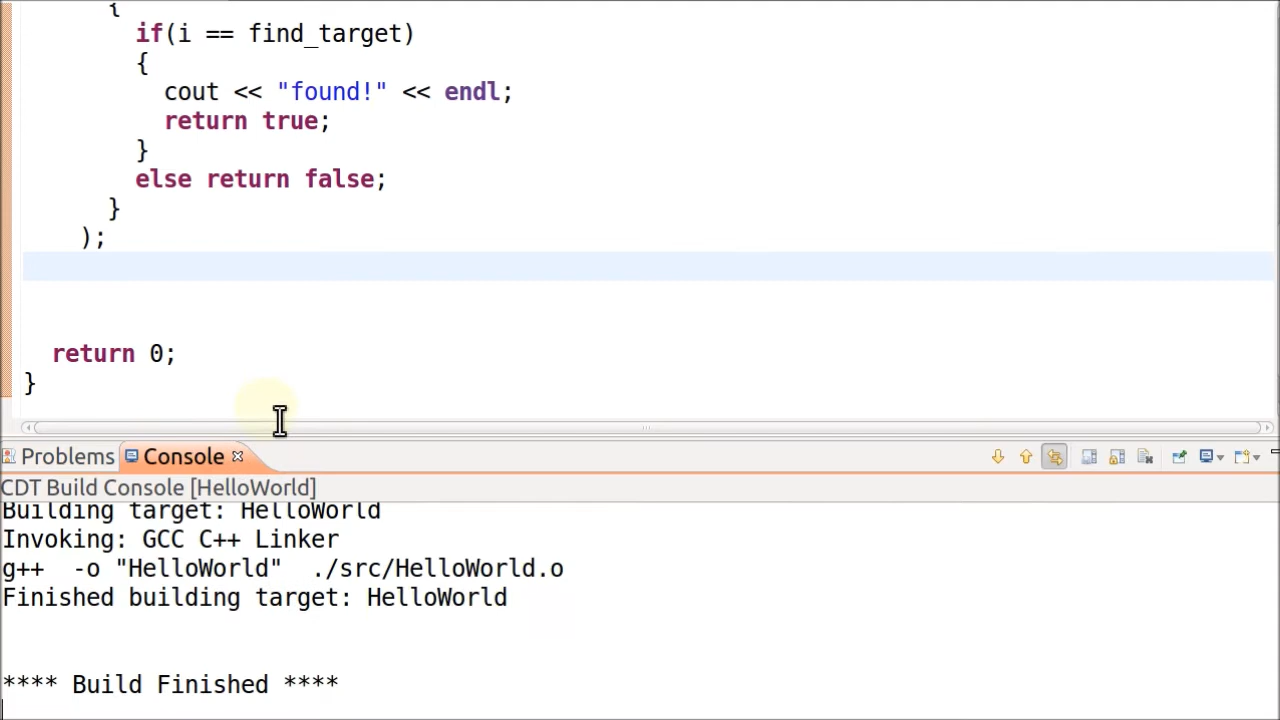 {
if(i == find_target)
{
cout << "found!" << endl;
return true;
}
else return false;
}
);
return 0;
}
Problems Console
CDT Build Console [HelloWorld]
Building target: HelloWorld
Invoking: GCC C++ Linker
g++  -o "HelloWorld"  ./src/HelloWorld.o
Finished building target: HelloWorld
**** Build Finished ****